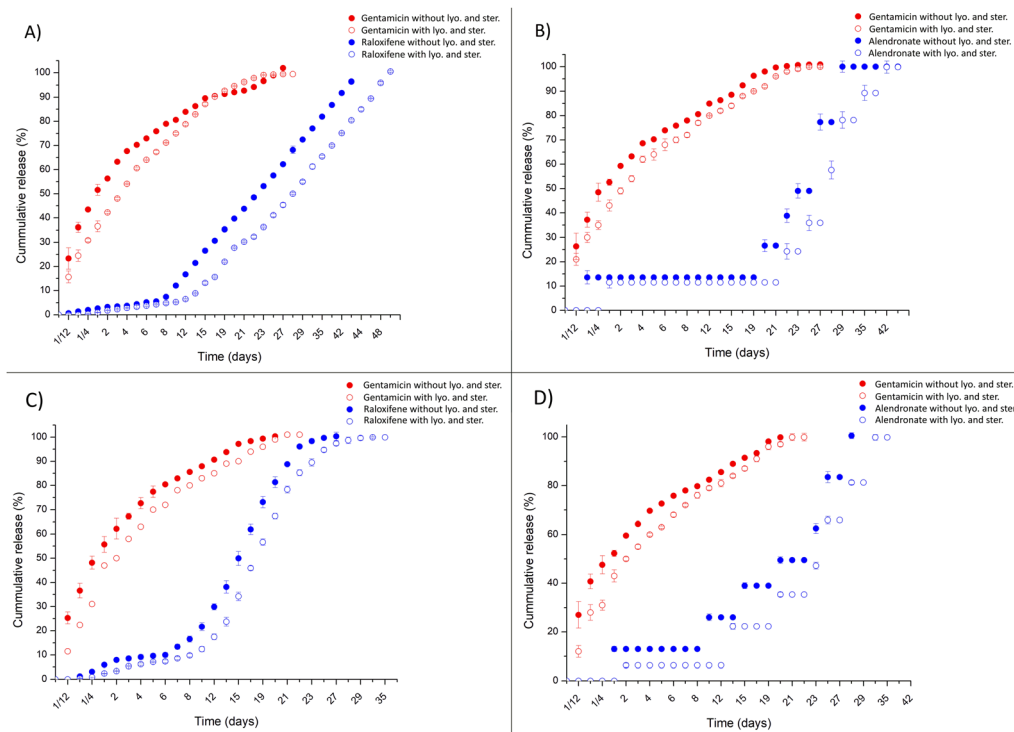 A)
Gentamicin without lyo. and ster.
Gentamicin with lyo. and ster.
Raloxifene without lyo. and ster.
Raloxifene with lyo. and ster.
Cummulative release (%)
100
90
80
70
60
50
40
30
20
10
0
1/12 1/4 2 4 6 8 12 15 19 23 27 29 35 42 48
Time (days)
B)
Gentamicin without lyo. and ster.
Gentamicin with lyo. and ster.
Alendronate without lyo. and ster.
Alendronate with lyo. and ster.
Cummulative release (%)
100
90
80
70
60
50
40
30
20
10
0
1/12 1/4 2 4 6 8 12 15 19 21 23 27 29 35 42
Time (days)
C)
Gentamicin without lyo. and ster.
Gentamicin with lyo. and ster.
Raloxifene without lyo. and ster.
Raloxifene with lyo. and ster.
Cummulative release (%)
100
90
80
70
60
50
40
30
20
10
0
1/12 1/4 2 4 6 8 12 15 19 21 23 27 29 35
Time (days)
D)
Gentamicin without lyo. and ster.
Gentamicin with lyo. and ster.
Alendronate without lyo. and ster.
Alendronate with lyo. and ster.
Cummulative release (%)
100
90
80
70
60
50
40
30
20
10
0
1/12 1/4 2 4 6 8 12 15 19 21 23 27 29 35 42
Time (days)